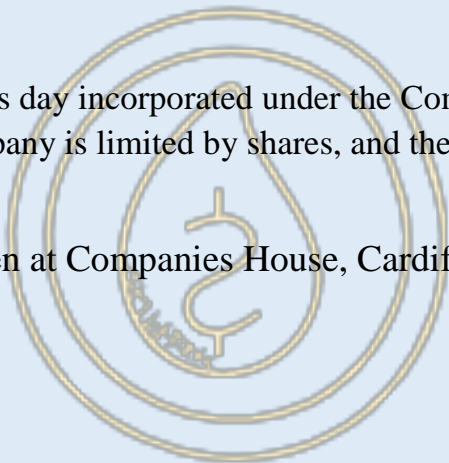 s day incorporated under the Con
pany is limited by shares, and the
en at Companies House, Cardif